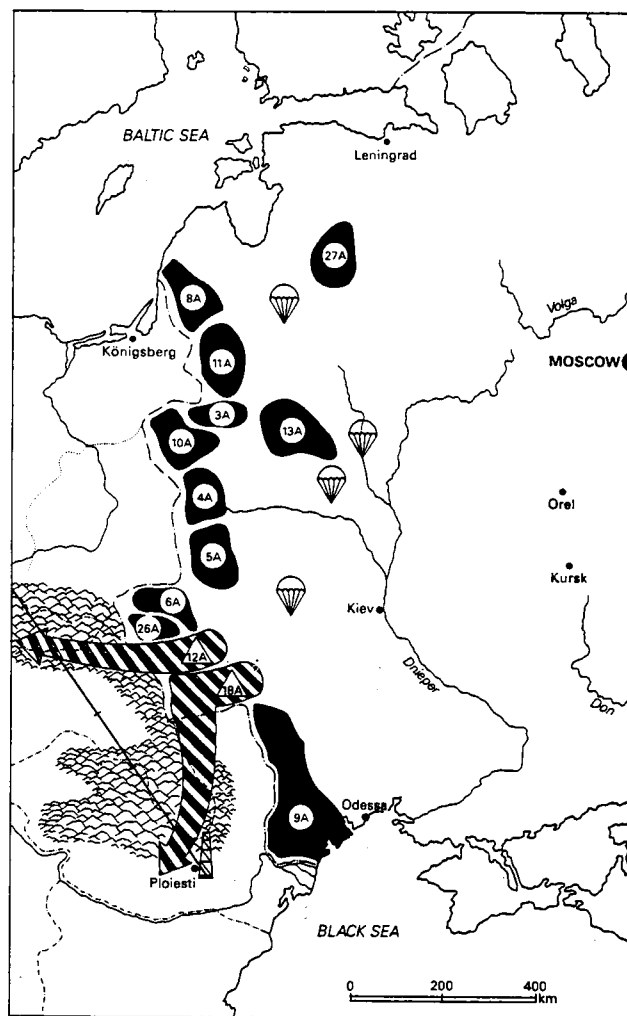 BALTIC SEA
Leningrad
27A
8A
Volga
Königsberg
11A
MOSCOW
3A
13A
10A
4A
Orel
5A
Kursk
6A
Kiev
26A
12A
18A
Dnieper
Don
9A
Odessa
Ploiesti
BLACK SEA
0 200 400
km